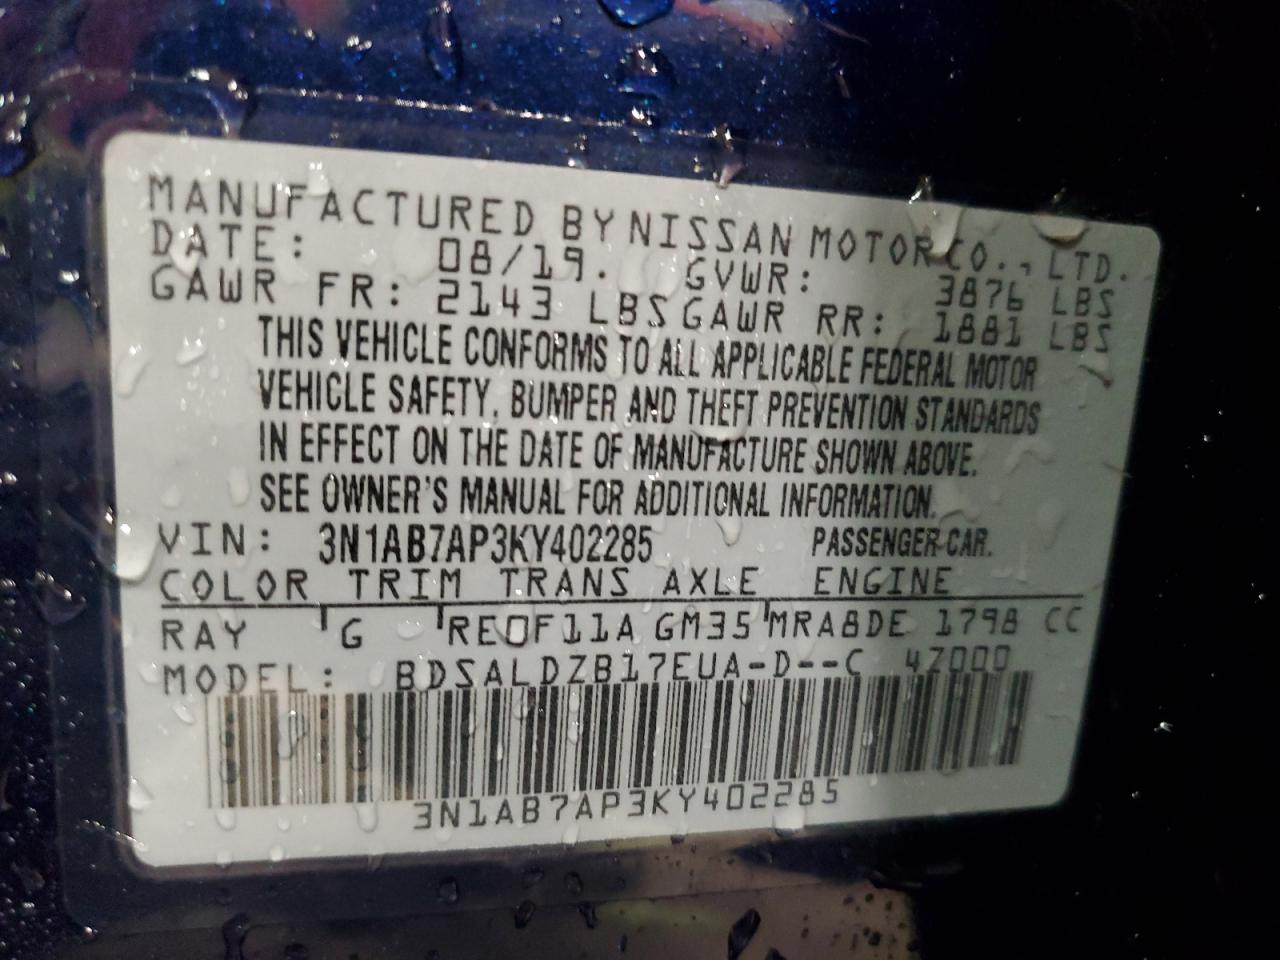 MANUFACTURED BY NISSAN MOTOR CO., LTD.
DATE: 08/19. GVWR: 3876 LBS
GAWR FR: 2143 LBS GAWR RR: 1881 LBS
THIS VEHICLE CONFORMS TO ALL APPLICABLE FEDERAL MOTOR
VEHICLE SAFETY, BUMPER AND THEFT PREVENTION STANDARDS
IN EFFECT ON THE DATE OF MANUFACTURE SHOWN ABOVE.
SEE OWNER'S MANUAL FOR ADDITIONAL INFORMATION.
VIN: 3N1AB7AP3KY402285 PASSENGER CAR.
COLOR TRIM TRANS AXLE ENGINE
RAY G RE0F11A GM35 MRA8DE 1798 CC
MODEL: BDSALDZB17EUA-D--C 4Z000
3N1AB7AP3KY402285